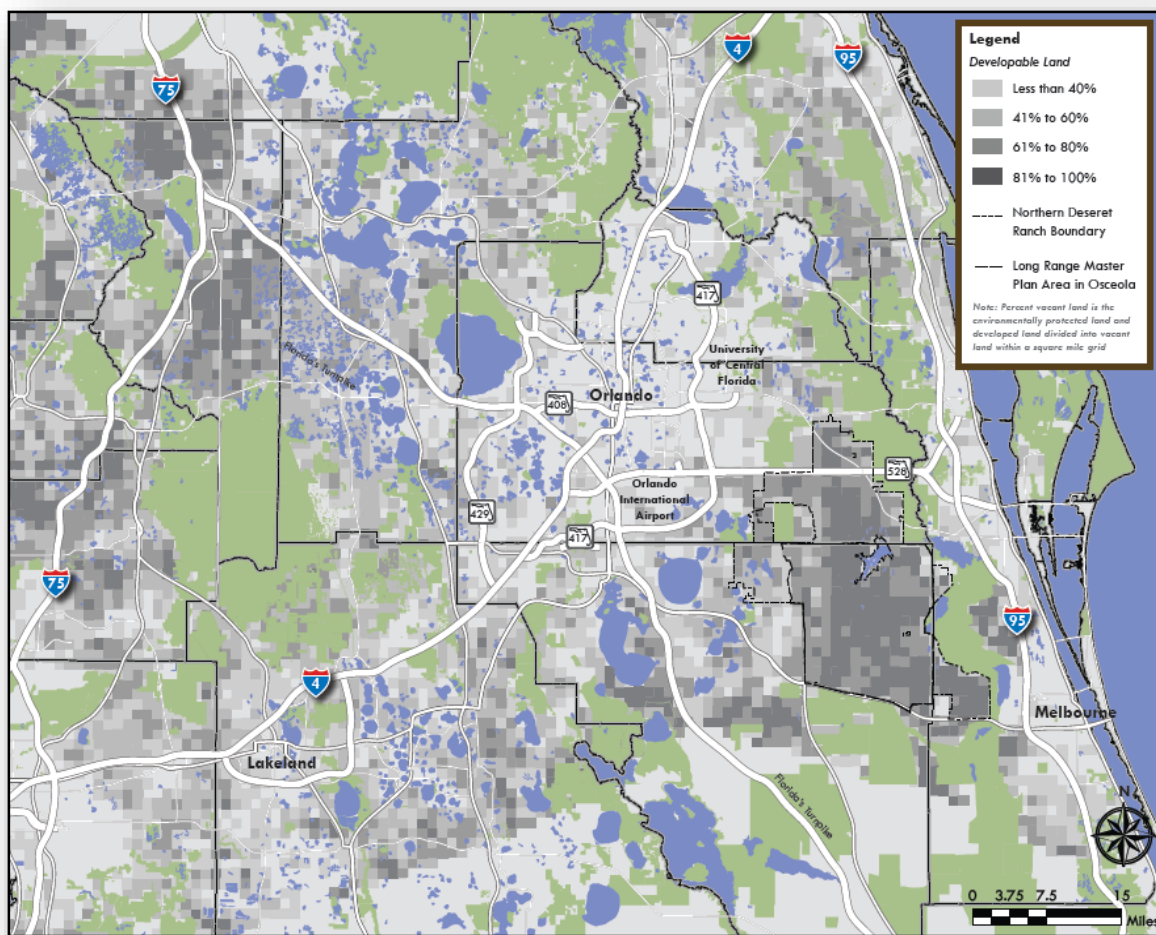 Legend
Developable Land
Less than 40%
41% to 60%
61% to 80%
81% to 100%
Northern Deseret
Ranch Boundary
Long Range Master
Plan Area in Osceola
Note: Percent vacant land is the
environmentally protected land and
developed land divided into vacant
land within a square mile grid
75
4
95
417
Florida's Turnpike
University
of Central
Florida
408
Orlando
528
Orlando
International
Airport
429
417
75
95
4
Melbourne
Lakeland
Florida's Turnpike
N
0 3.75 7.5 15
Miles